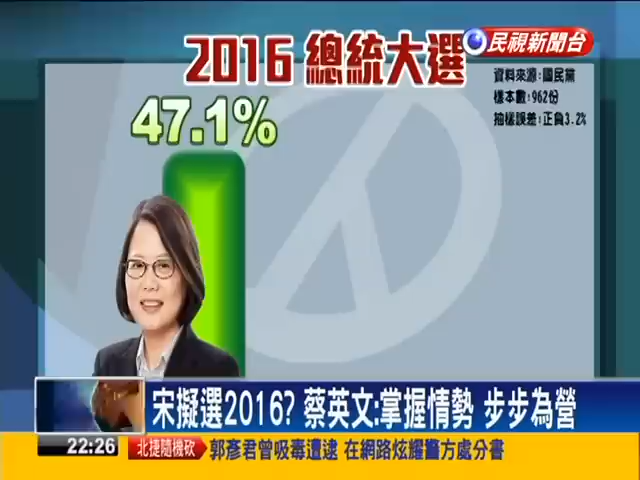 民視新聞台
2016 總統大選
資料來源:國民黨
樣本數:962份
抽樣誤差:正負3.2%
47.1%
宋擬選2016? 蔡英文:掌握情勢 步步為營
22:26 北捷隨機砍 郭彥君曾吸毒遭逮 在網路炫耀警方處分書